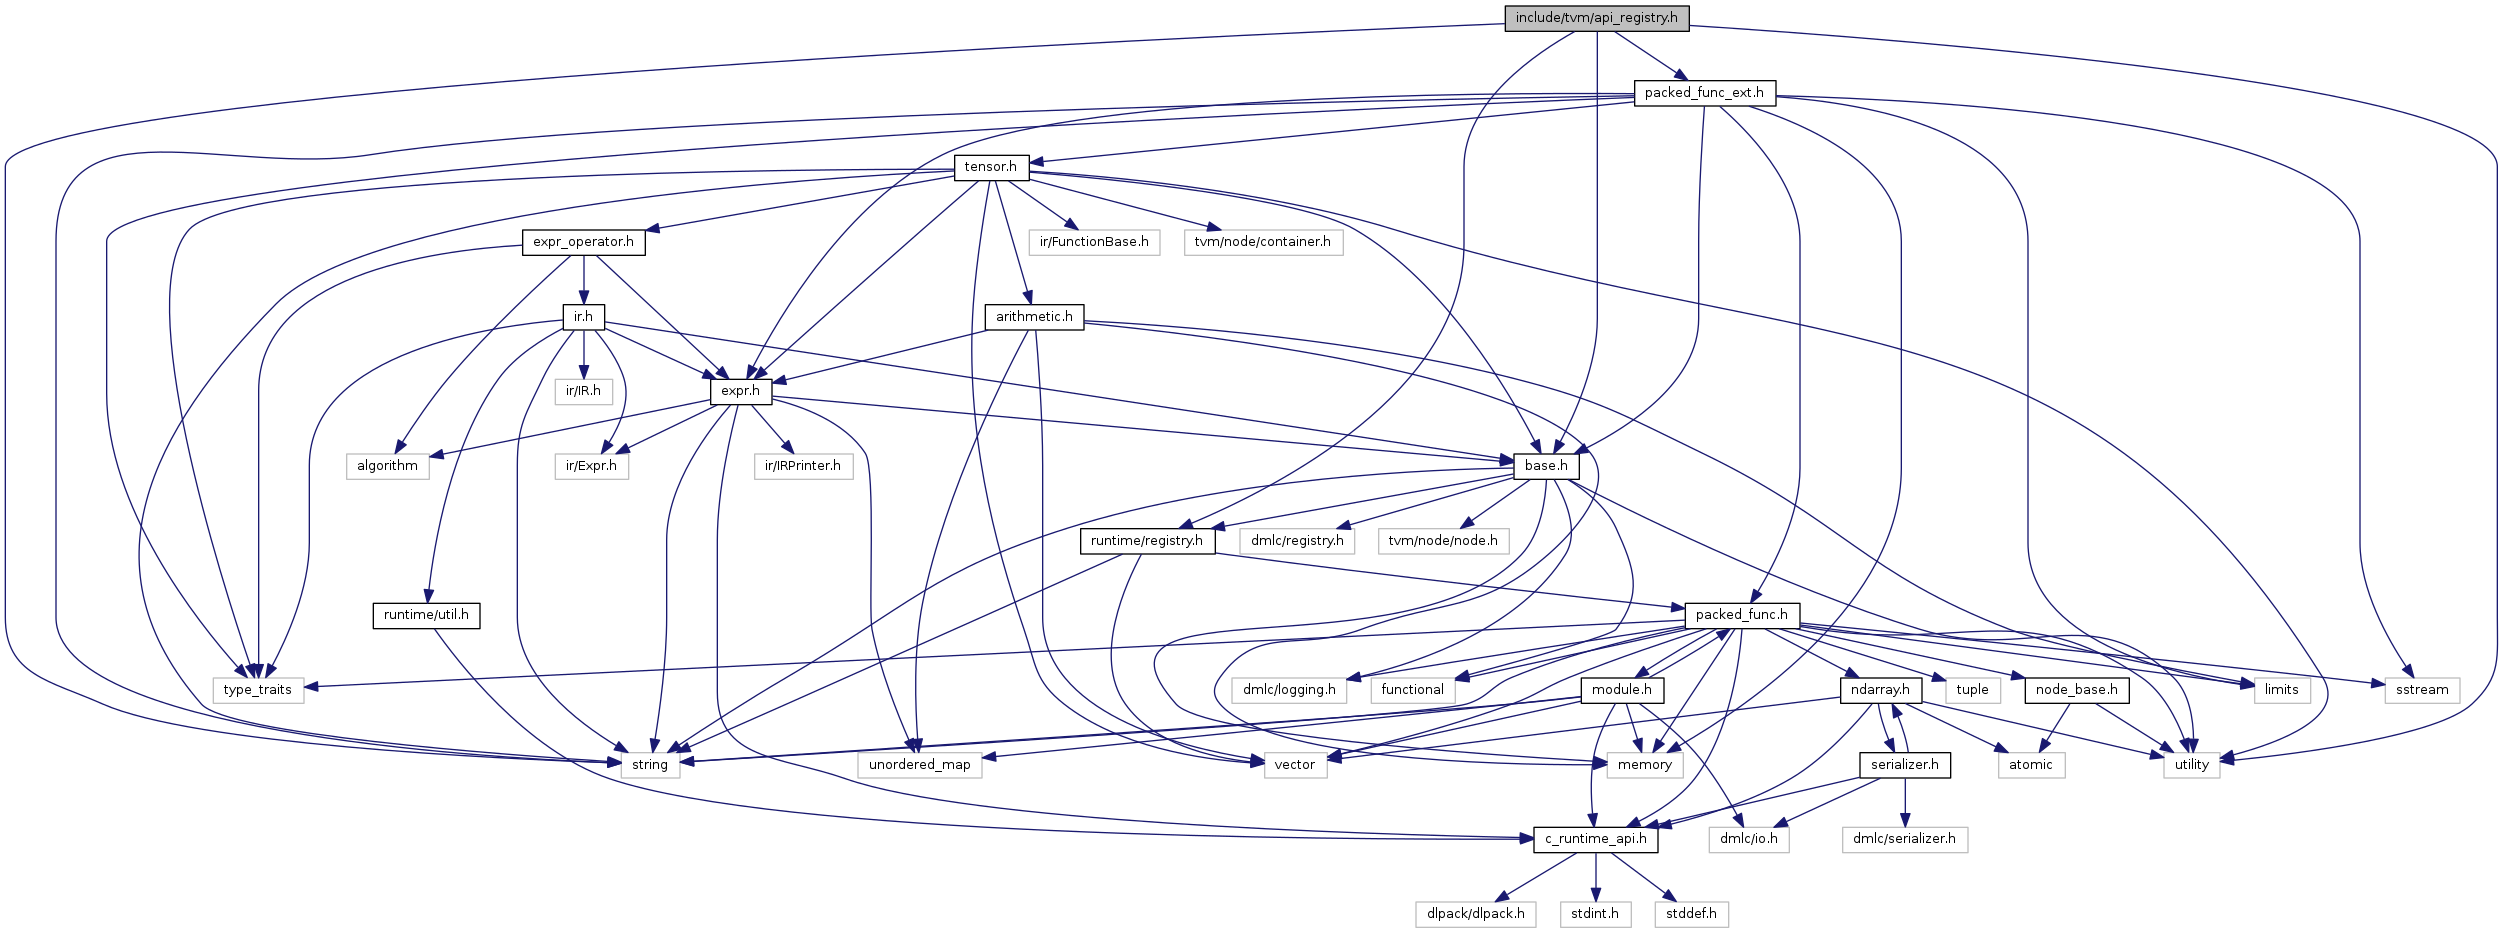 include/tvm/api_registry.h
packed_func_ext.h
tensor.h
expr_operator.h
ir/FunctionBase.h
tvm/node/container.h
ir.h
arithmetic.h
ir/IR.h
expr.h
algorithm
ir/Expr.h
ir/IRPrinter.h
base.h
runtime/registry.h
dmlc/registry.h
tvm/node/node.h
runtime/util.h
packed_func.h
type_traits
dmlc/logging.h
functional
module.h
ndarray.h
tuple
node_base.h
limits
sstream
string
unordered_map
vector
memory
serializer.h
atomic
utility
c_runtime_api.h
dmlc/io.h
dmlc/serializer.h
dlpack/dlpack.h
stdint.h
stddef.h